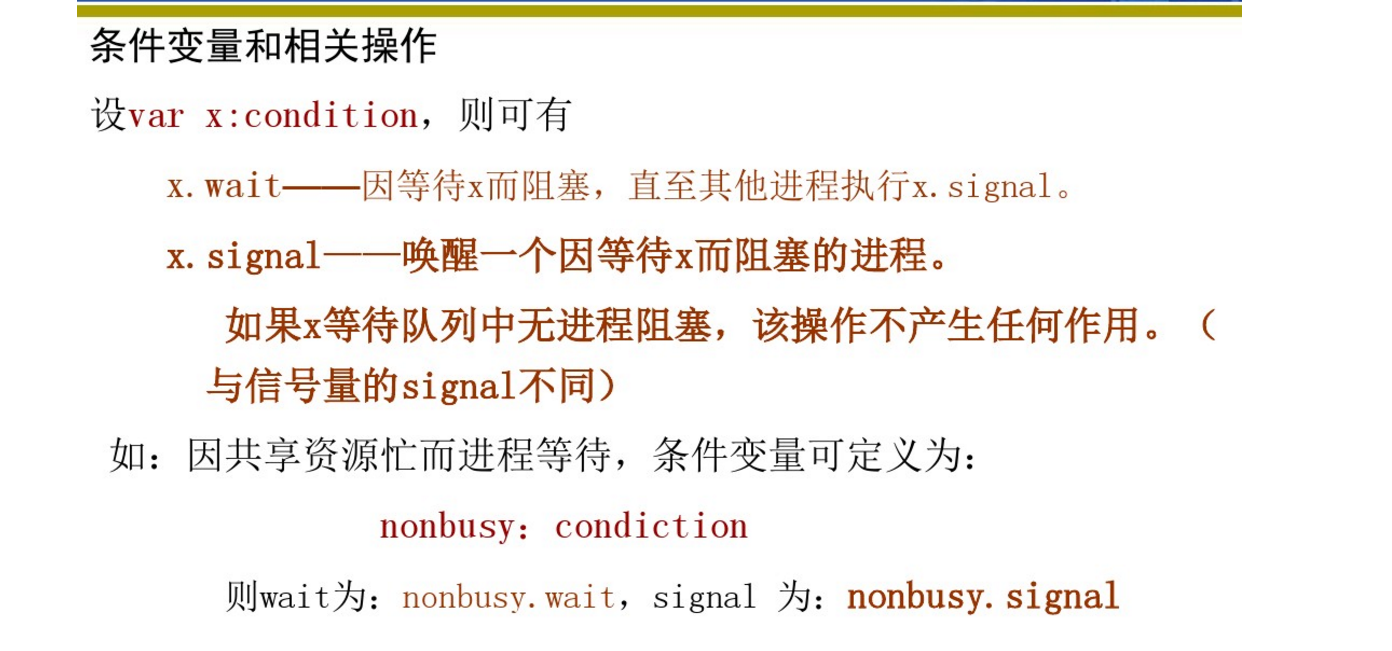 条件变量和相关操作
设var x:condition，则可有
x.wait——因等待x而阻塞，直至其他进程执行x.signal。
x.signal——唤醒一个因等待x而阻塞的进程。
如果x等待队列中无进程阻塞，该操作不产生任何作用。（
与信号量的signal不同）
如：因共享资源忙而进程等待，条件变量可定义为：
nonbusy：condiction
则wait为：nonbusy.wait，signal 为：nonbusy.signal